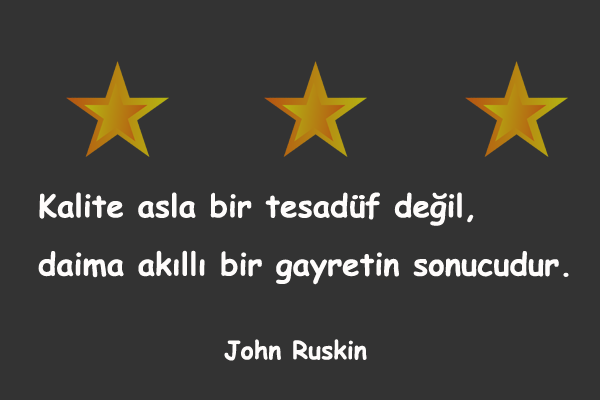 Kalite asla bir tesadüf değil,
daima akıllı bir gayretin sonucudur.
John Ruskin